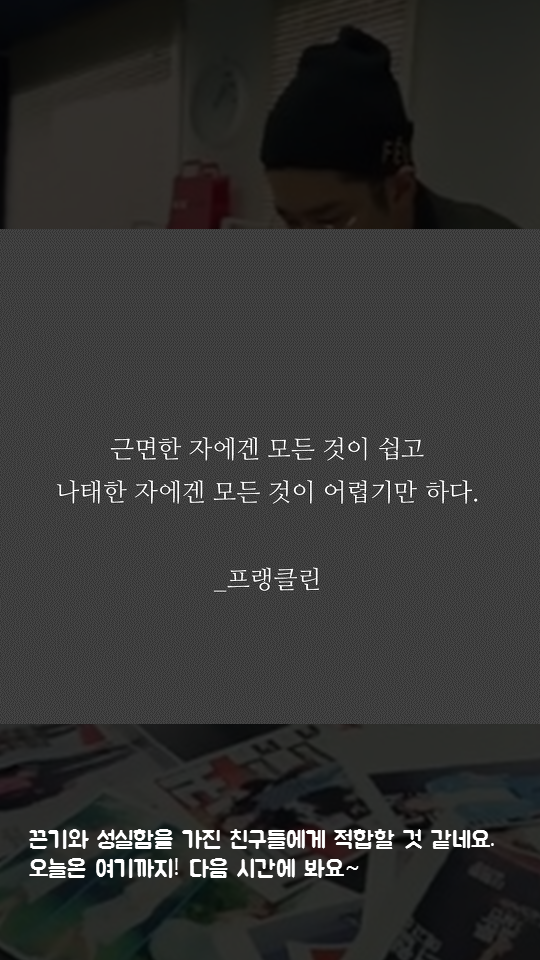 근면한 자에겐 모든 것이 쉽고
나태한 자에겐 모든 것이 어렵기만 하다.
_프랭클린
끈기와 성실함을 가진 친구들에게 적합할 것 같네요.
오늘은 여기까지! 다음 시간에 봐요~